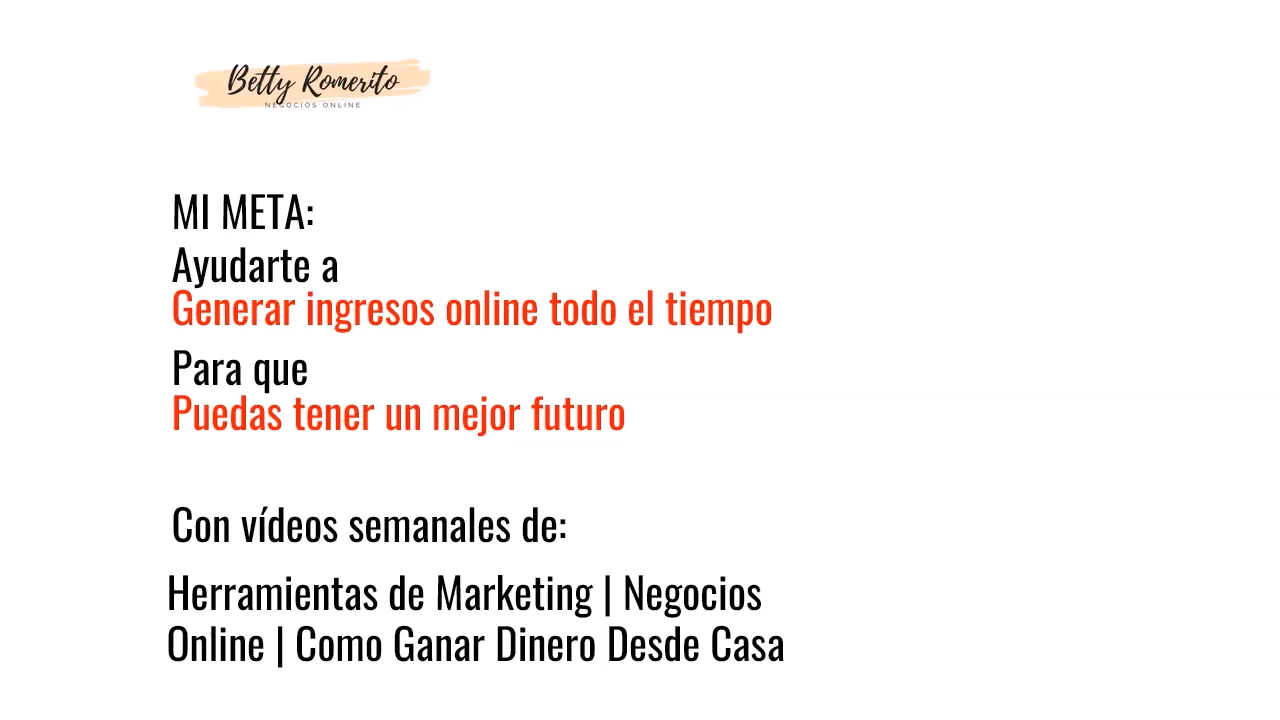 Betty Romerito
NEGOCIOS ONLINE
MI META:
Ayudarte a
Generar ingresos online todo el tiempo
Para que
Puedas tener un mejor futuro
Con vídeos semanales de:
Herramientas de Marketing | Negocios
Online | Como Ganar Dinero Desde Casa